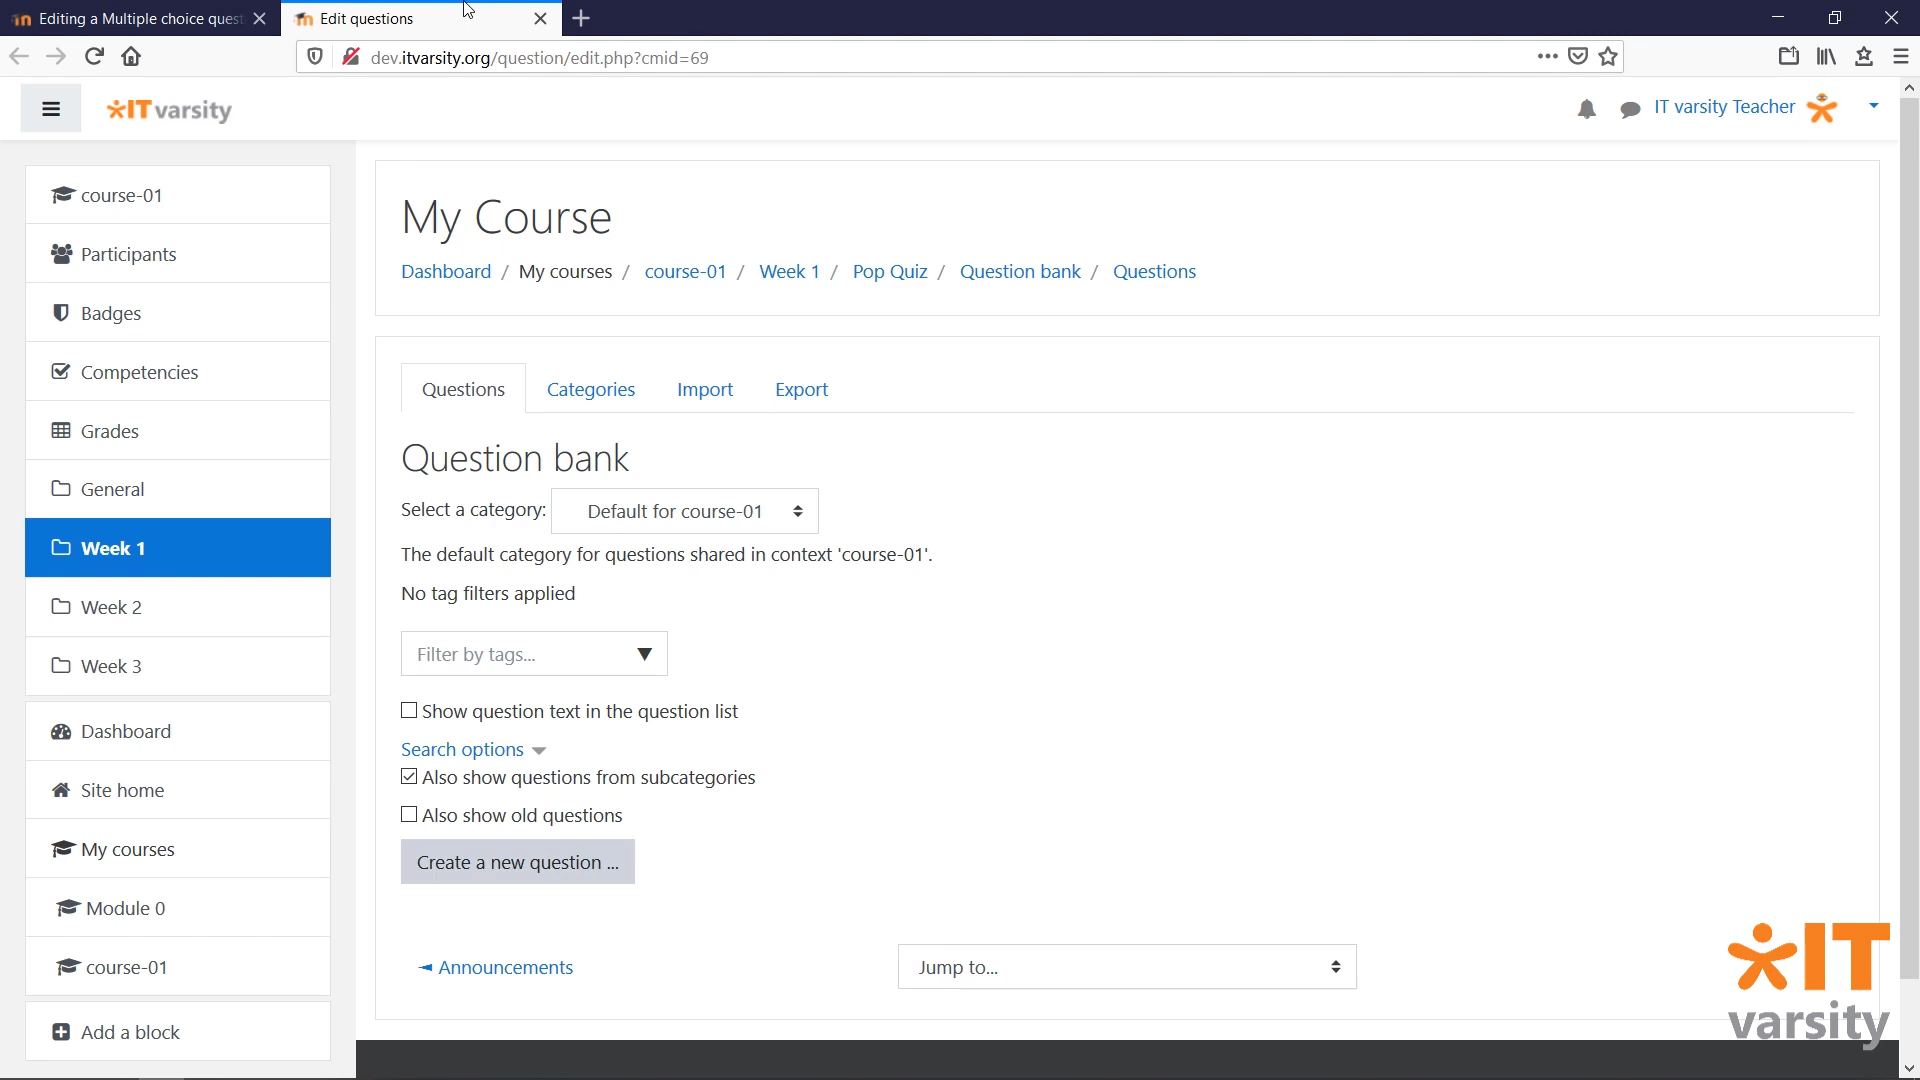 Editing a Multiple choice quest
Edit questions
dev.itvarsity.org/question/edit.php?cmid=69
IT varsity
IT varsity Teacher
course-01
Participants
Badges
Competencies
Grades
General
Week 1
Week 2
Week 3
Dashboard
Site home
My courses
Module 0
course-01
Add a block
My Course
Dashboard / My courses / course-01 / Week 1 / Pop Quiz / Question bank / Questions
Questions Categories Import Export
Question bank
Select a category: Default for course-01
The default category for questions shared in context 'course-01'.
No tag filters applied
Filter by tags...
Show question text in the question list
Search options
Also show questions from subcategories
Also show old questions
Create a new question ...
◄ Announcements
Jump to...
IT
varsity